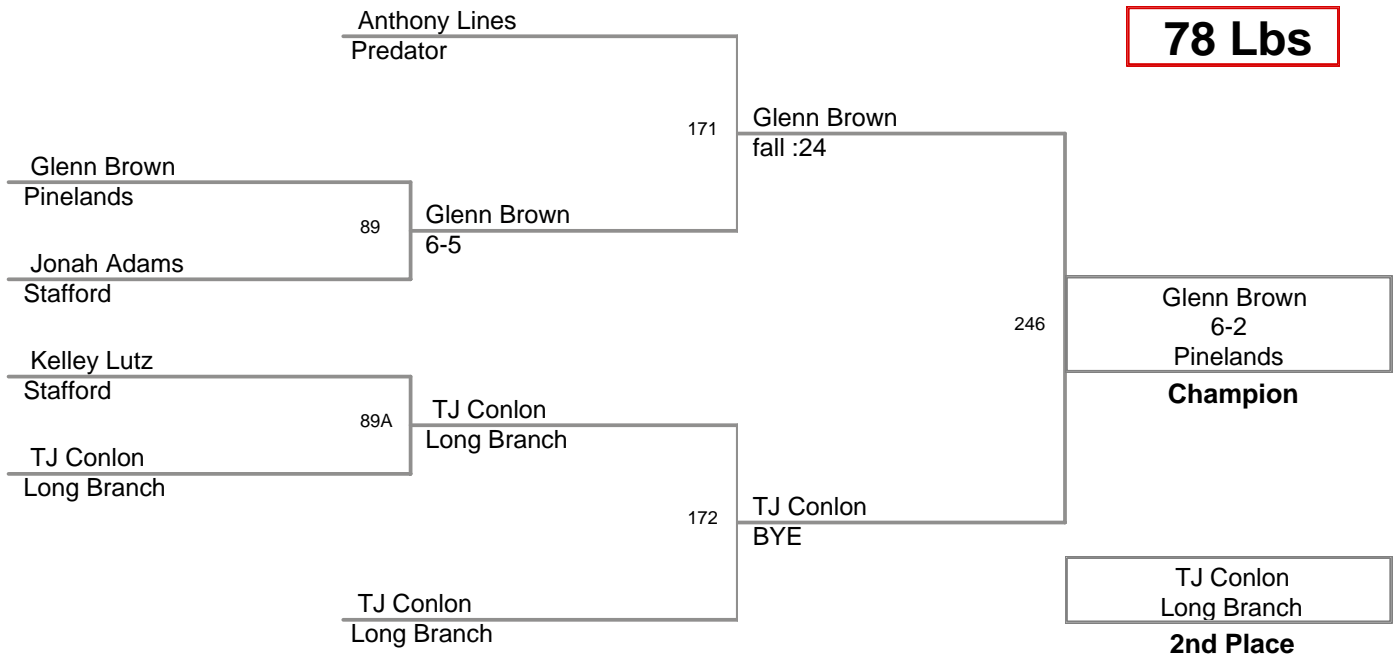 Anthony Lines
Predator
78 Lbs
171
Glenn Brown
fall :24
Glenn Brown
Pinelands
89
Glenn Brown
6-5
Jonah Adams
Stafford
246
Glenn Brown
6-2
Pinelands
Champion
Kelley Lutz
Stafford
89A
TJ Conlon
Long Branch
TJ Conlon
Long Branch
172
TJ Conlon
BYE
TJ Conlon
Long Branch
TJ Conlon
Long Branch
2nd Place